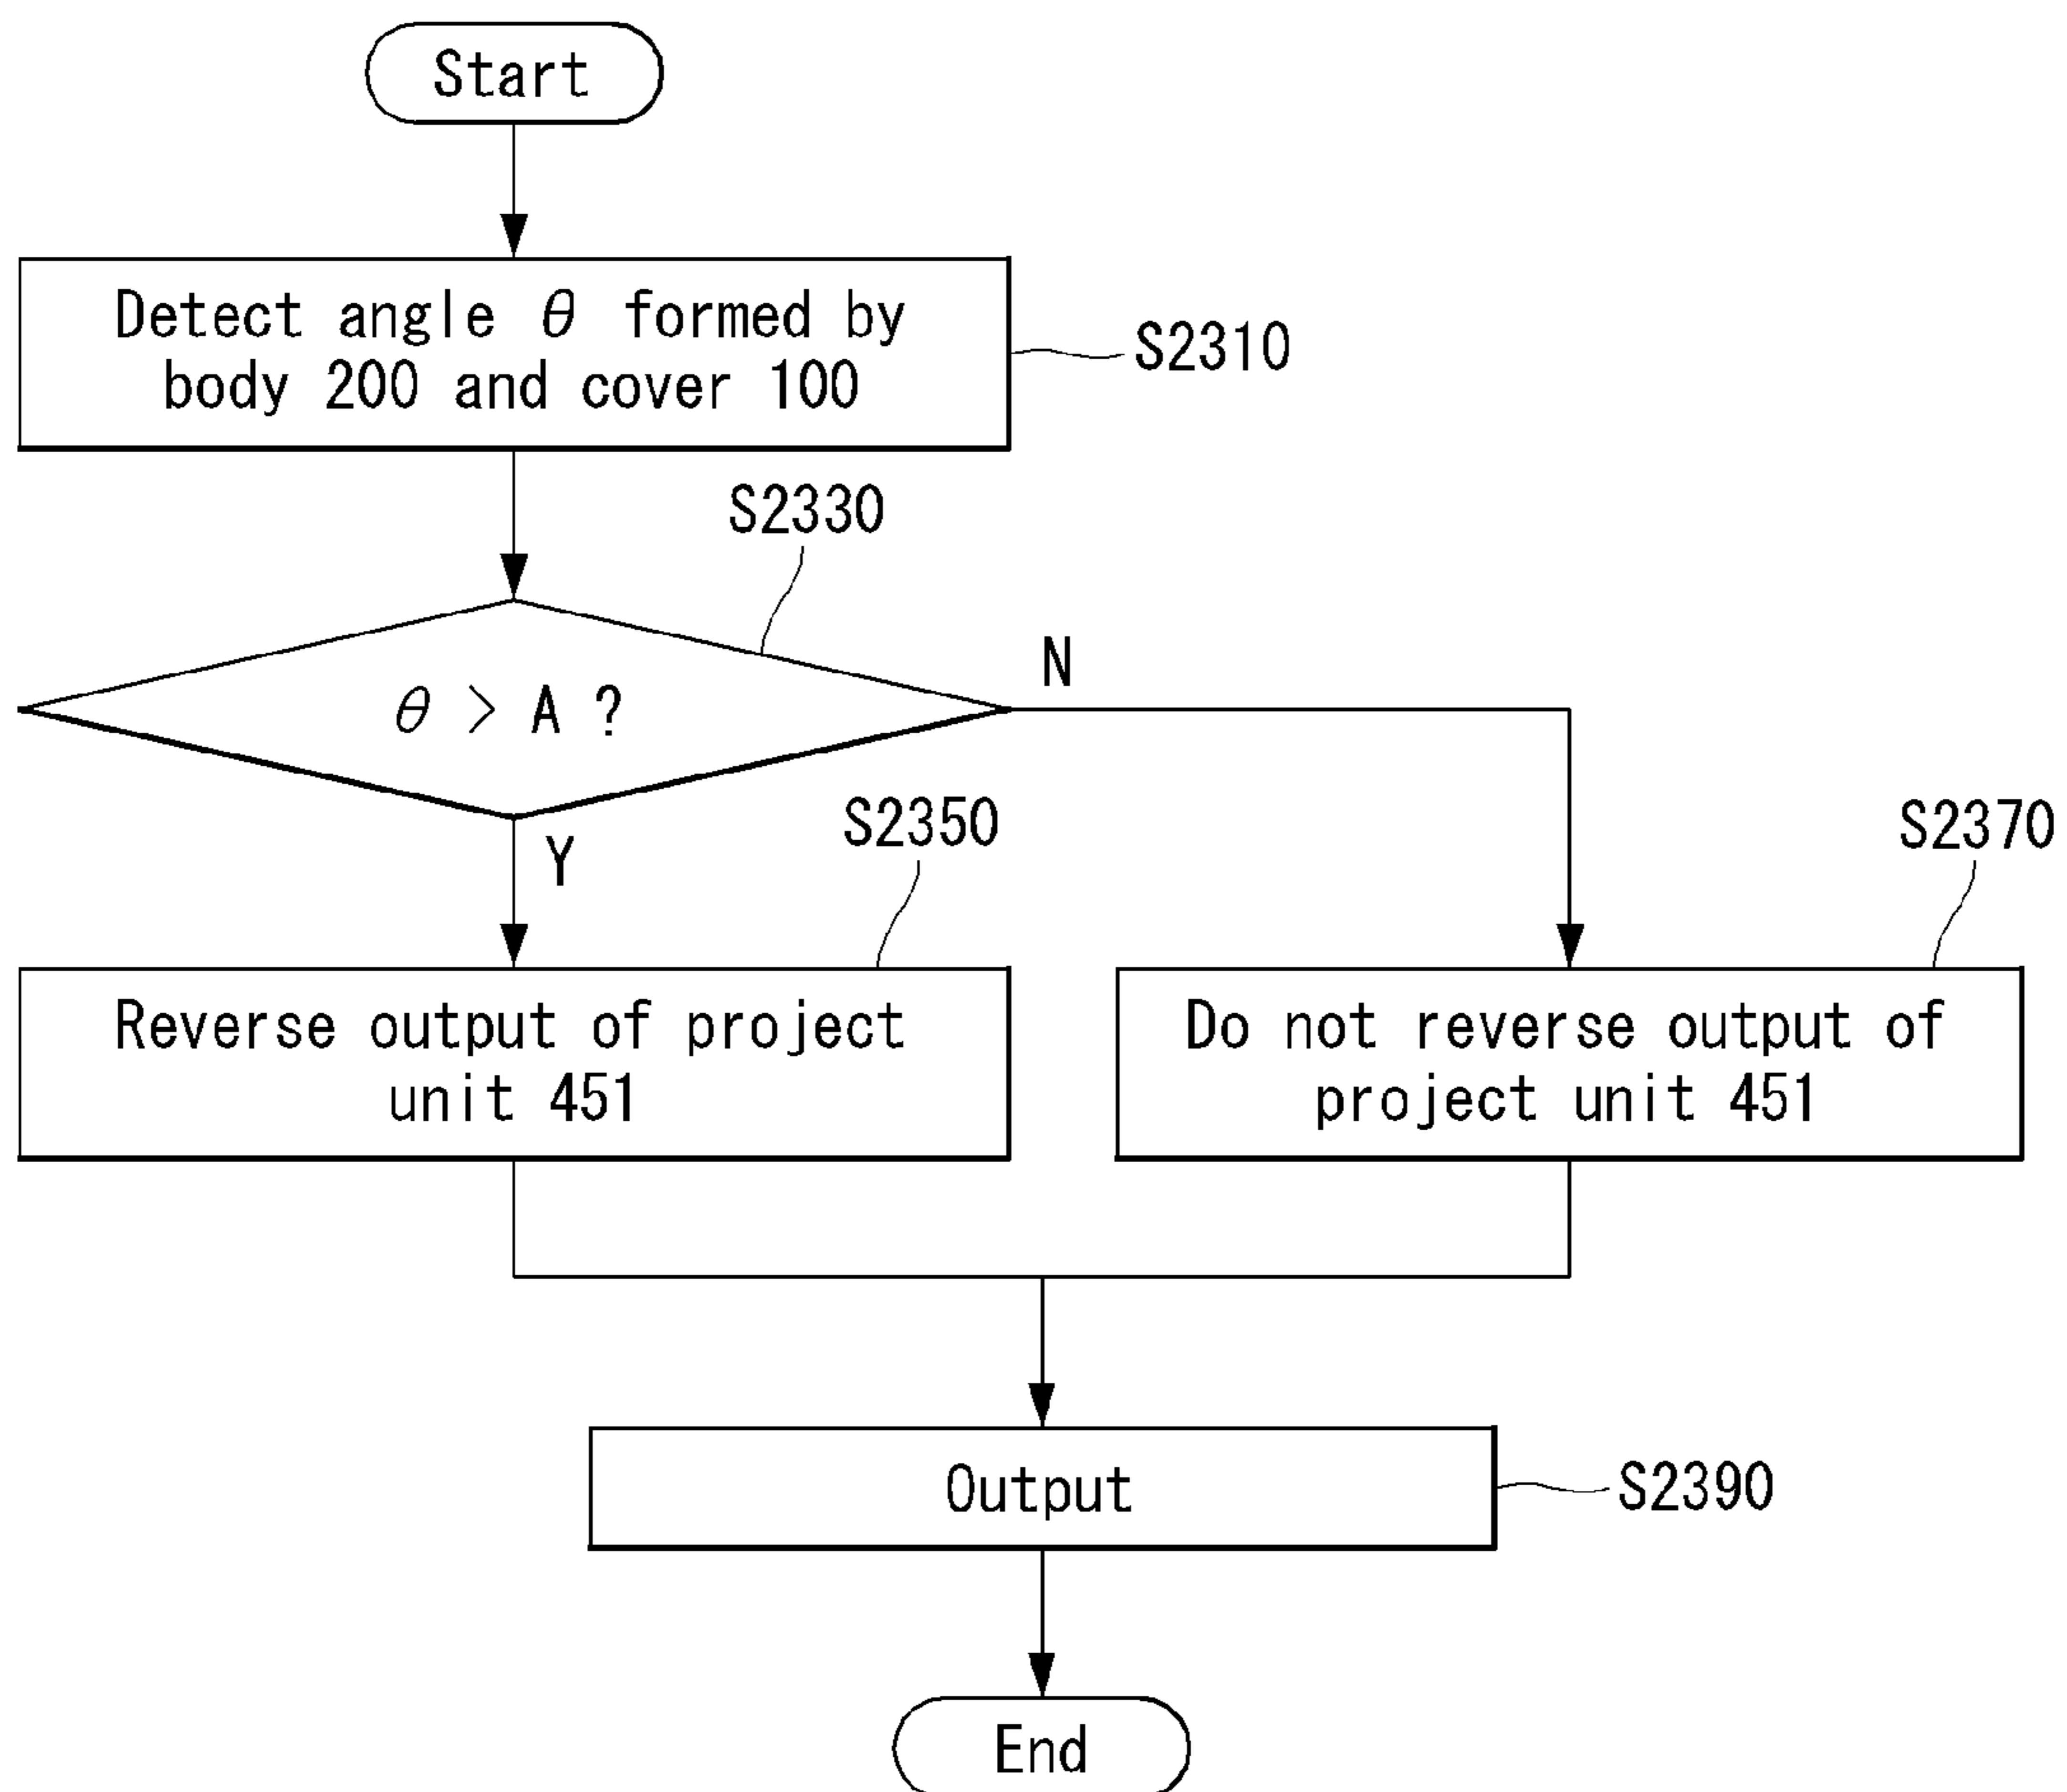 Start
Detect angle θ formed by
body 200 and cover 100
S2310
S2330
θ > A ?
N
Y
S2350
S2370
Reverse output of project
unit 451
Do not reverse output of
project unit 451
Output
S2390
End